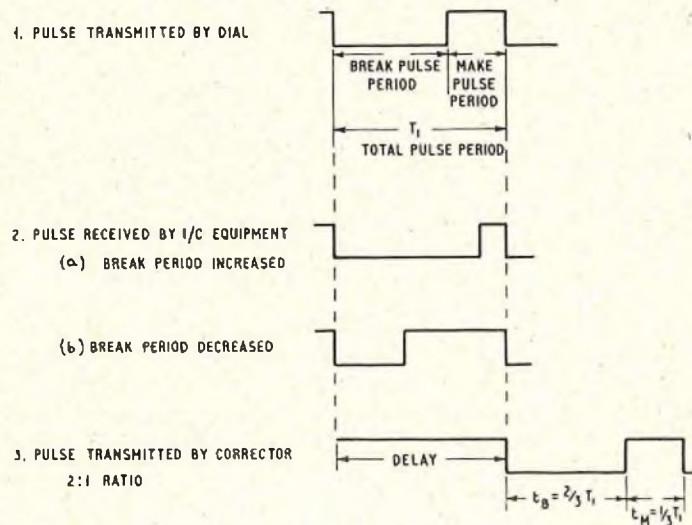 1. PULSE TRANSMITTED BY DIAL
BREAK PULSE PERIOD
MAKE PULSE PERIOD
T₁
TOTAL PULSE PERIOD
2. PULSE RECEIVED BY I/C EQUIPMENT
(a) BREAK PERIOD INCREASED
(b) BREAK PERIOD DECREASED
3. PULSE TRANSMITTED BY CORRECTOR
2:1 RATIO
DELAY
t_B = 2/3 T₁
t_M = 1/3 T₁